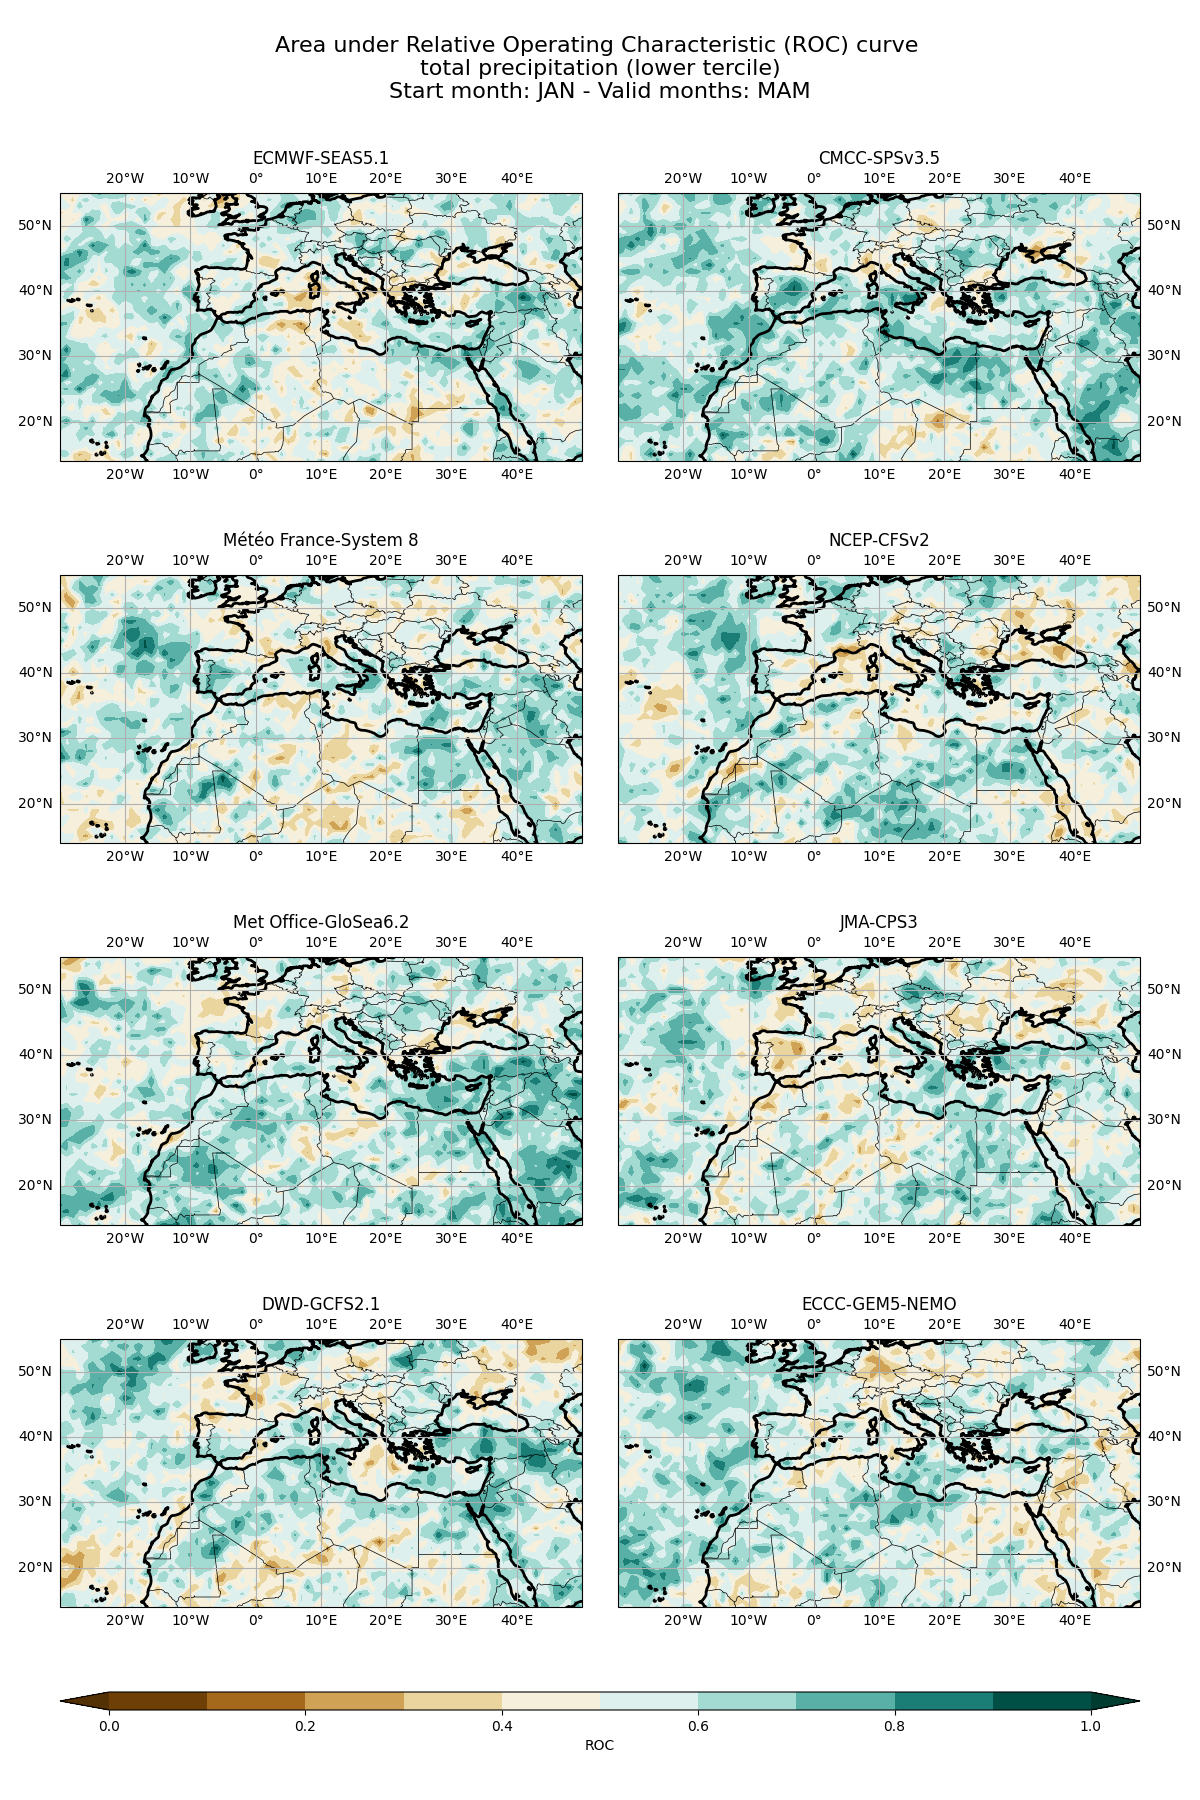 Area under Relative Operating Characteristic (ROC) curve
total precipitation (lower tercile)
Start month: JAN - Valid months: MAM
ECMWF-SEAS5.1
20°W 10°W 0° 10°E 20°E 30°E 40°E
50°N
40°N
30°N
20°N
20°W 10°W 0° 10°E 20°E 30°E 40°E
CMCC-SPSv3.5
20°W 10°W 0° 10°E 20°E 30°E 40°E
50°N
40°N
30°N
20°N
20°W 10°W 0° 10°E 20°E 30°E 40°E
Météo France-System 8
20°W 10°W 0° 10°E 20°E 30°E 40°E
50°N
40°N
30°N
20°N
20°W 10°W 0° 10°E 20°E 30°E 40°E
NCEP-CFSv2
20°W 10°W 0° 10°E 20°E 30°E 40°E
50°N
40°N
30°N
20°N
20°W 10°W 0° 10°E 20°E 30°E 40°E
Met Office-GloSea6.2
20°W 10°W 0° 10°E 20°E 30°E 40°E
50°N
40°N
30°N
20°N
20°W 10°W 0° 10°E 20°E 30°E 40°E
JMA-CPS3
20°W 10°W 0° 10°E 20°E 30°E 40°E
50°N
40°N
30°N
20°N
20°W 10°W 0° 10°E 20°E 30°E 40°E
DWD-GCFS2.1
20°W 10°W 0° 10°E 20°E 30°E 40°E
50°N
40°N
30°N
20°N
20°W 10°W 0° 10°E 20°E 30°E 40°E
ECCC-GEM5-NEMO
20°W 10°W 0° 10°E 20°E 30°E 40°E
50°N
40°N
30°N
20°N
20°W 10°W 0° 10°E 20°E 30°E 40°E
0.0 0.2 0.4 0.6 0.8 1.0
ROC